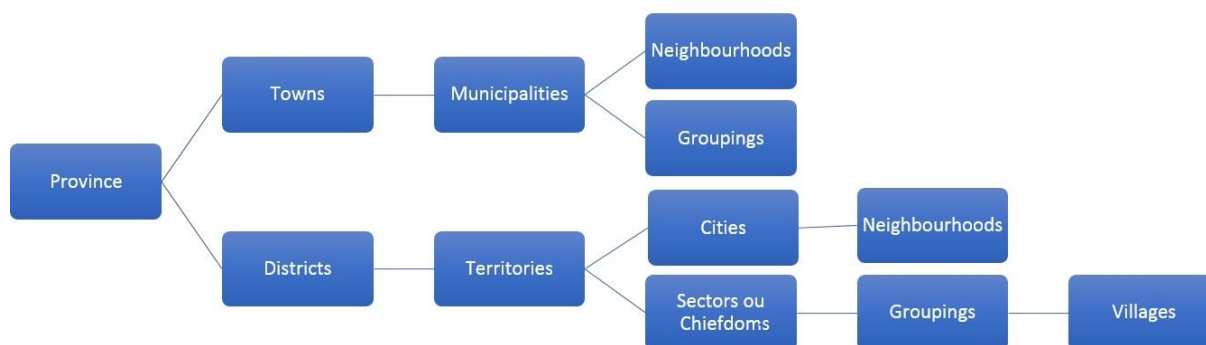 Province
Towns
Municipalities
Neighbourhoods
Groupings
Districts
Territories
Cities
Neighbourhoods
Sectors ou
Chiefdoms
Groupings
Villages